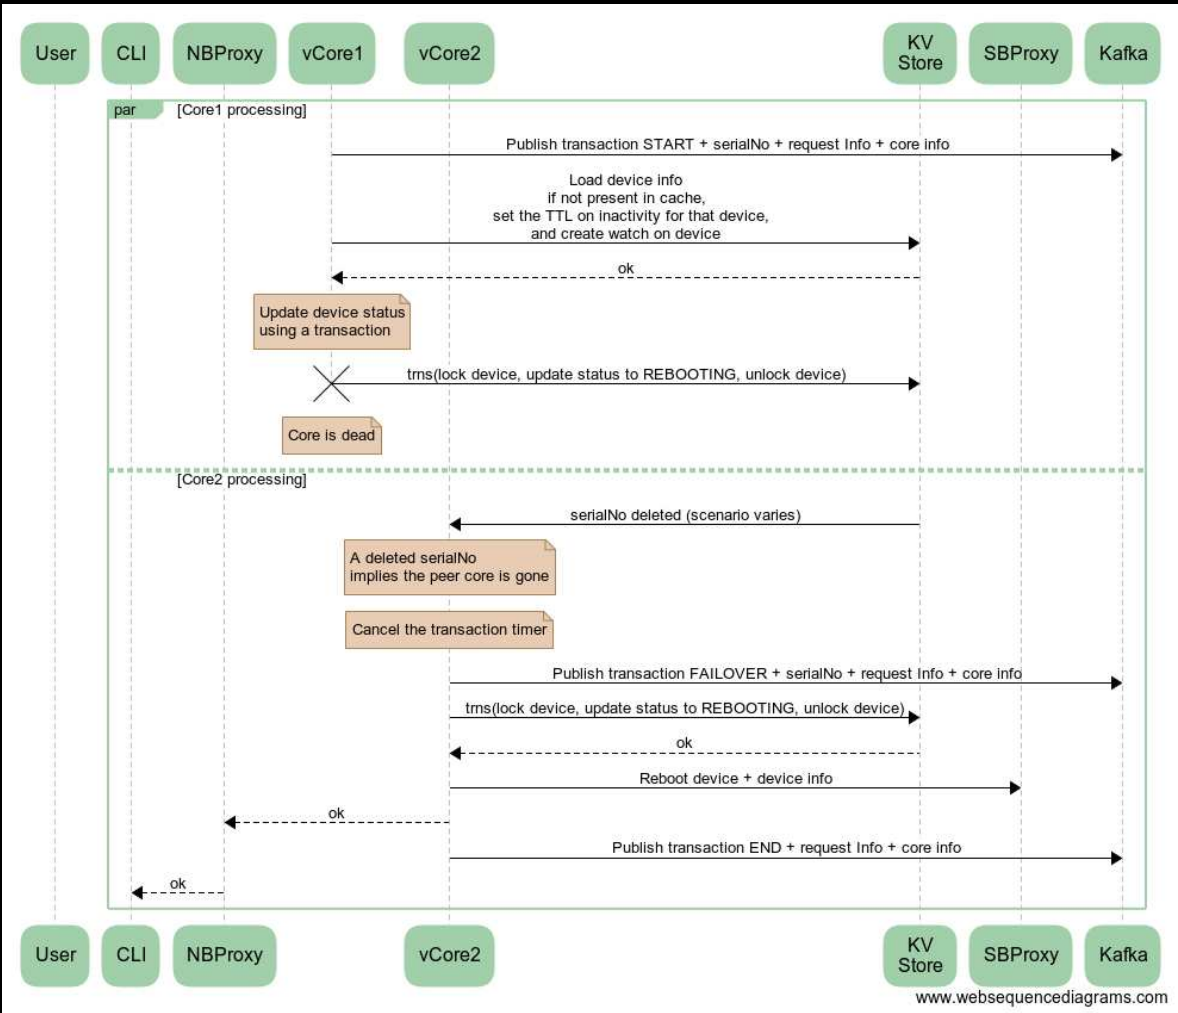 User
CLI
NBProxy
vCore1
vCore2
KV
Store
SBProxy
Kafka
par
[Core1 processing]
Publish transaction START + serialNo + request Info + core info
Load device info
if not present in cache,
set the TTL on inactivity for that device,
and create watch on device
ok
Update device status
using a transaction
trns(lock device, update status to REBOOTING, unlock device)
Core is dead
[Core2 processing]
serialNo deleted (scenario varies)
A deleted serialNo
implies the peer core is gone
Cancel the transaction timer
Publish transaction FAILOVER + serialNo + request Info + core info
trns(lock device, update status to REBOOTING, unlock device)
ok
Reboot device + device info
ok
Publish transaction END + request Info + core info
ok
User
CLI
NBProxy
vCore2
KV
Store
SBProxy
Kafka
www.websequencediagrams.com